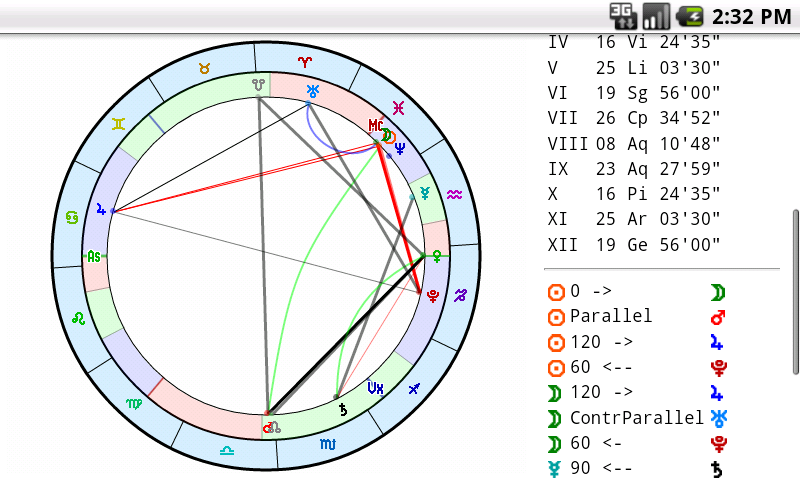 3G 2:32 PM
IV 16 Vi 24'35"
V 25 Li 03'30"
VI 19 Sg 56'00"
VII 26 Cp 34'52"
VIII 08 Aq 10'48"
IX 23 Aq 27'59"
X 16 Pi 24'35"
XI 25 Ar 03'30"
XII 19 Ge 56'00"
☉ 0 -> ☽
☉ Parallel ♂
☉ 120 -> ♃
☉ 60 <-- ♇
☽ 120 -> ♃
☽ ContrParallel ♅
☽ 60 <- ♇
☿ 90 <-- ♄
MC
As
Vx